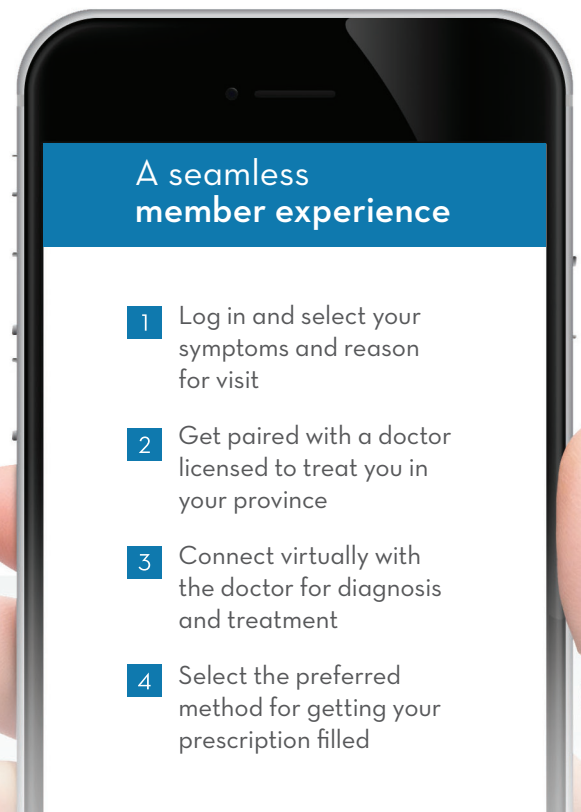 A seamless
member experience
1 Log in and select your
symptoms and reason
for visit
2 Get paired with a doctor
licensed to treat you in
your province
3 Connect virtually with
the doctor for diagnosis
and treatment
4 Select the preferred
method for getting your
prescription filled